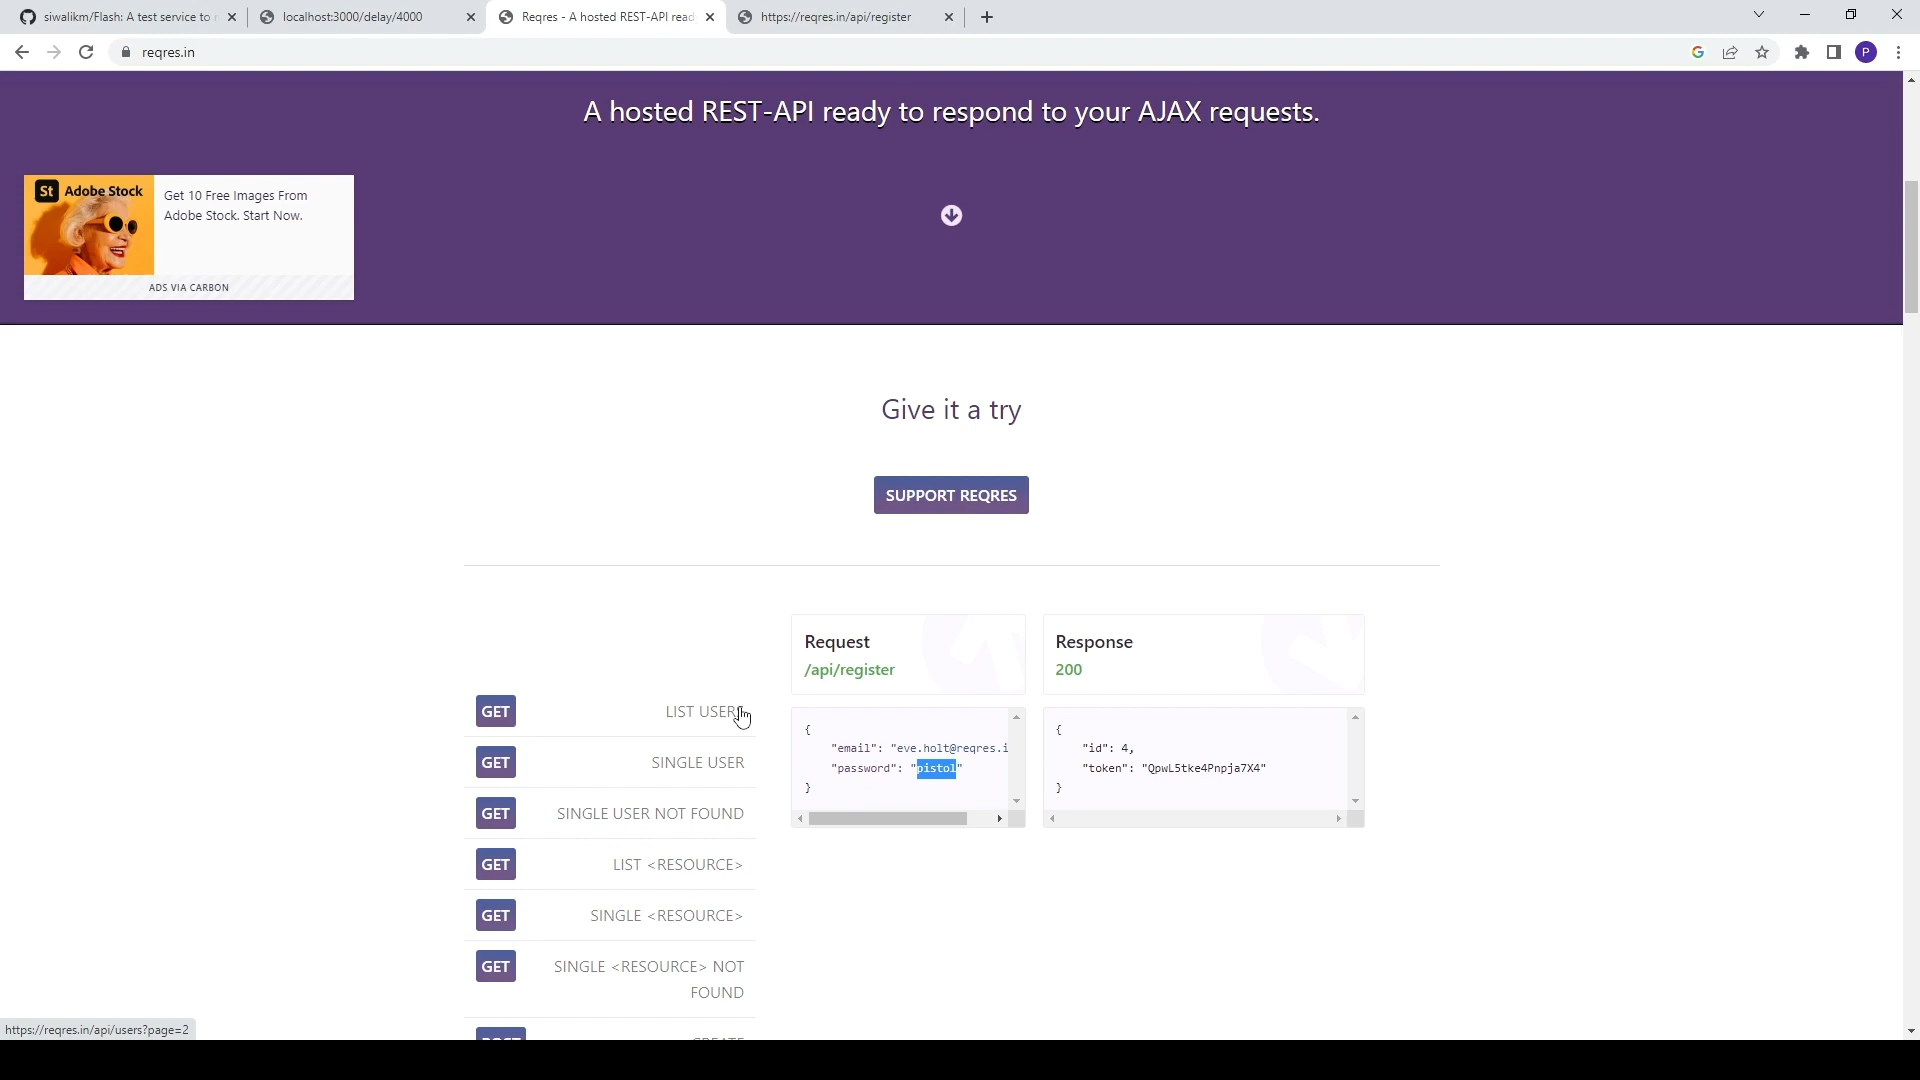 siwalikm/Flash: A test service to r
localhost:3000/delay/4000
Reqres - A hosted REST-API read
https://reqres.in/api/register
reqres.in
P
A hosted REST-API ready to respond to your AJAX requests.
St Adobe Stock
Get 10 Free Images From
Adobe Stock. Start Now.
ADS VIA CARBON
Give it a try
SUPPORT REQRES
Request
/api/register
Response
200
GET LIST USERS
GET SINGLE USER
GET SINGLE USER NOT FOUND
GET LIST <RESOURCE>
GET SINGLE <RESOURCE>
GET SINGLE <RESOURCE> NOT
FOUND
POST CREATE
{
"email": "eve.holt@reqres.i
"password": "pistol"
}
{
"id": 4,
"token": "QpwL5tke4Pnpja7X4"
}
https://reqres.in/api/users?page=2